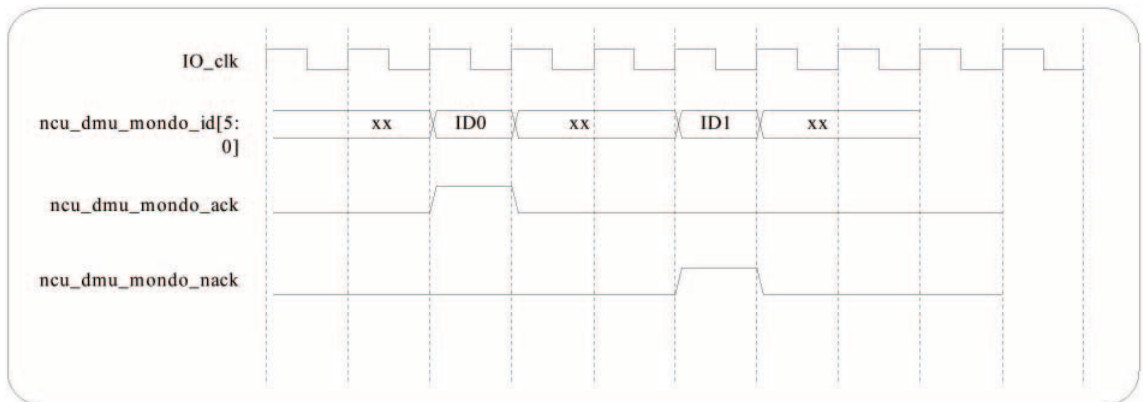 IO_clk
ncu_dmu_mondo_id[5:
0]
xx ID0 xx ID1 xx
ncu_dmu_mondo_ack
ncu_dmu_mondo_nack